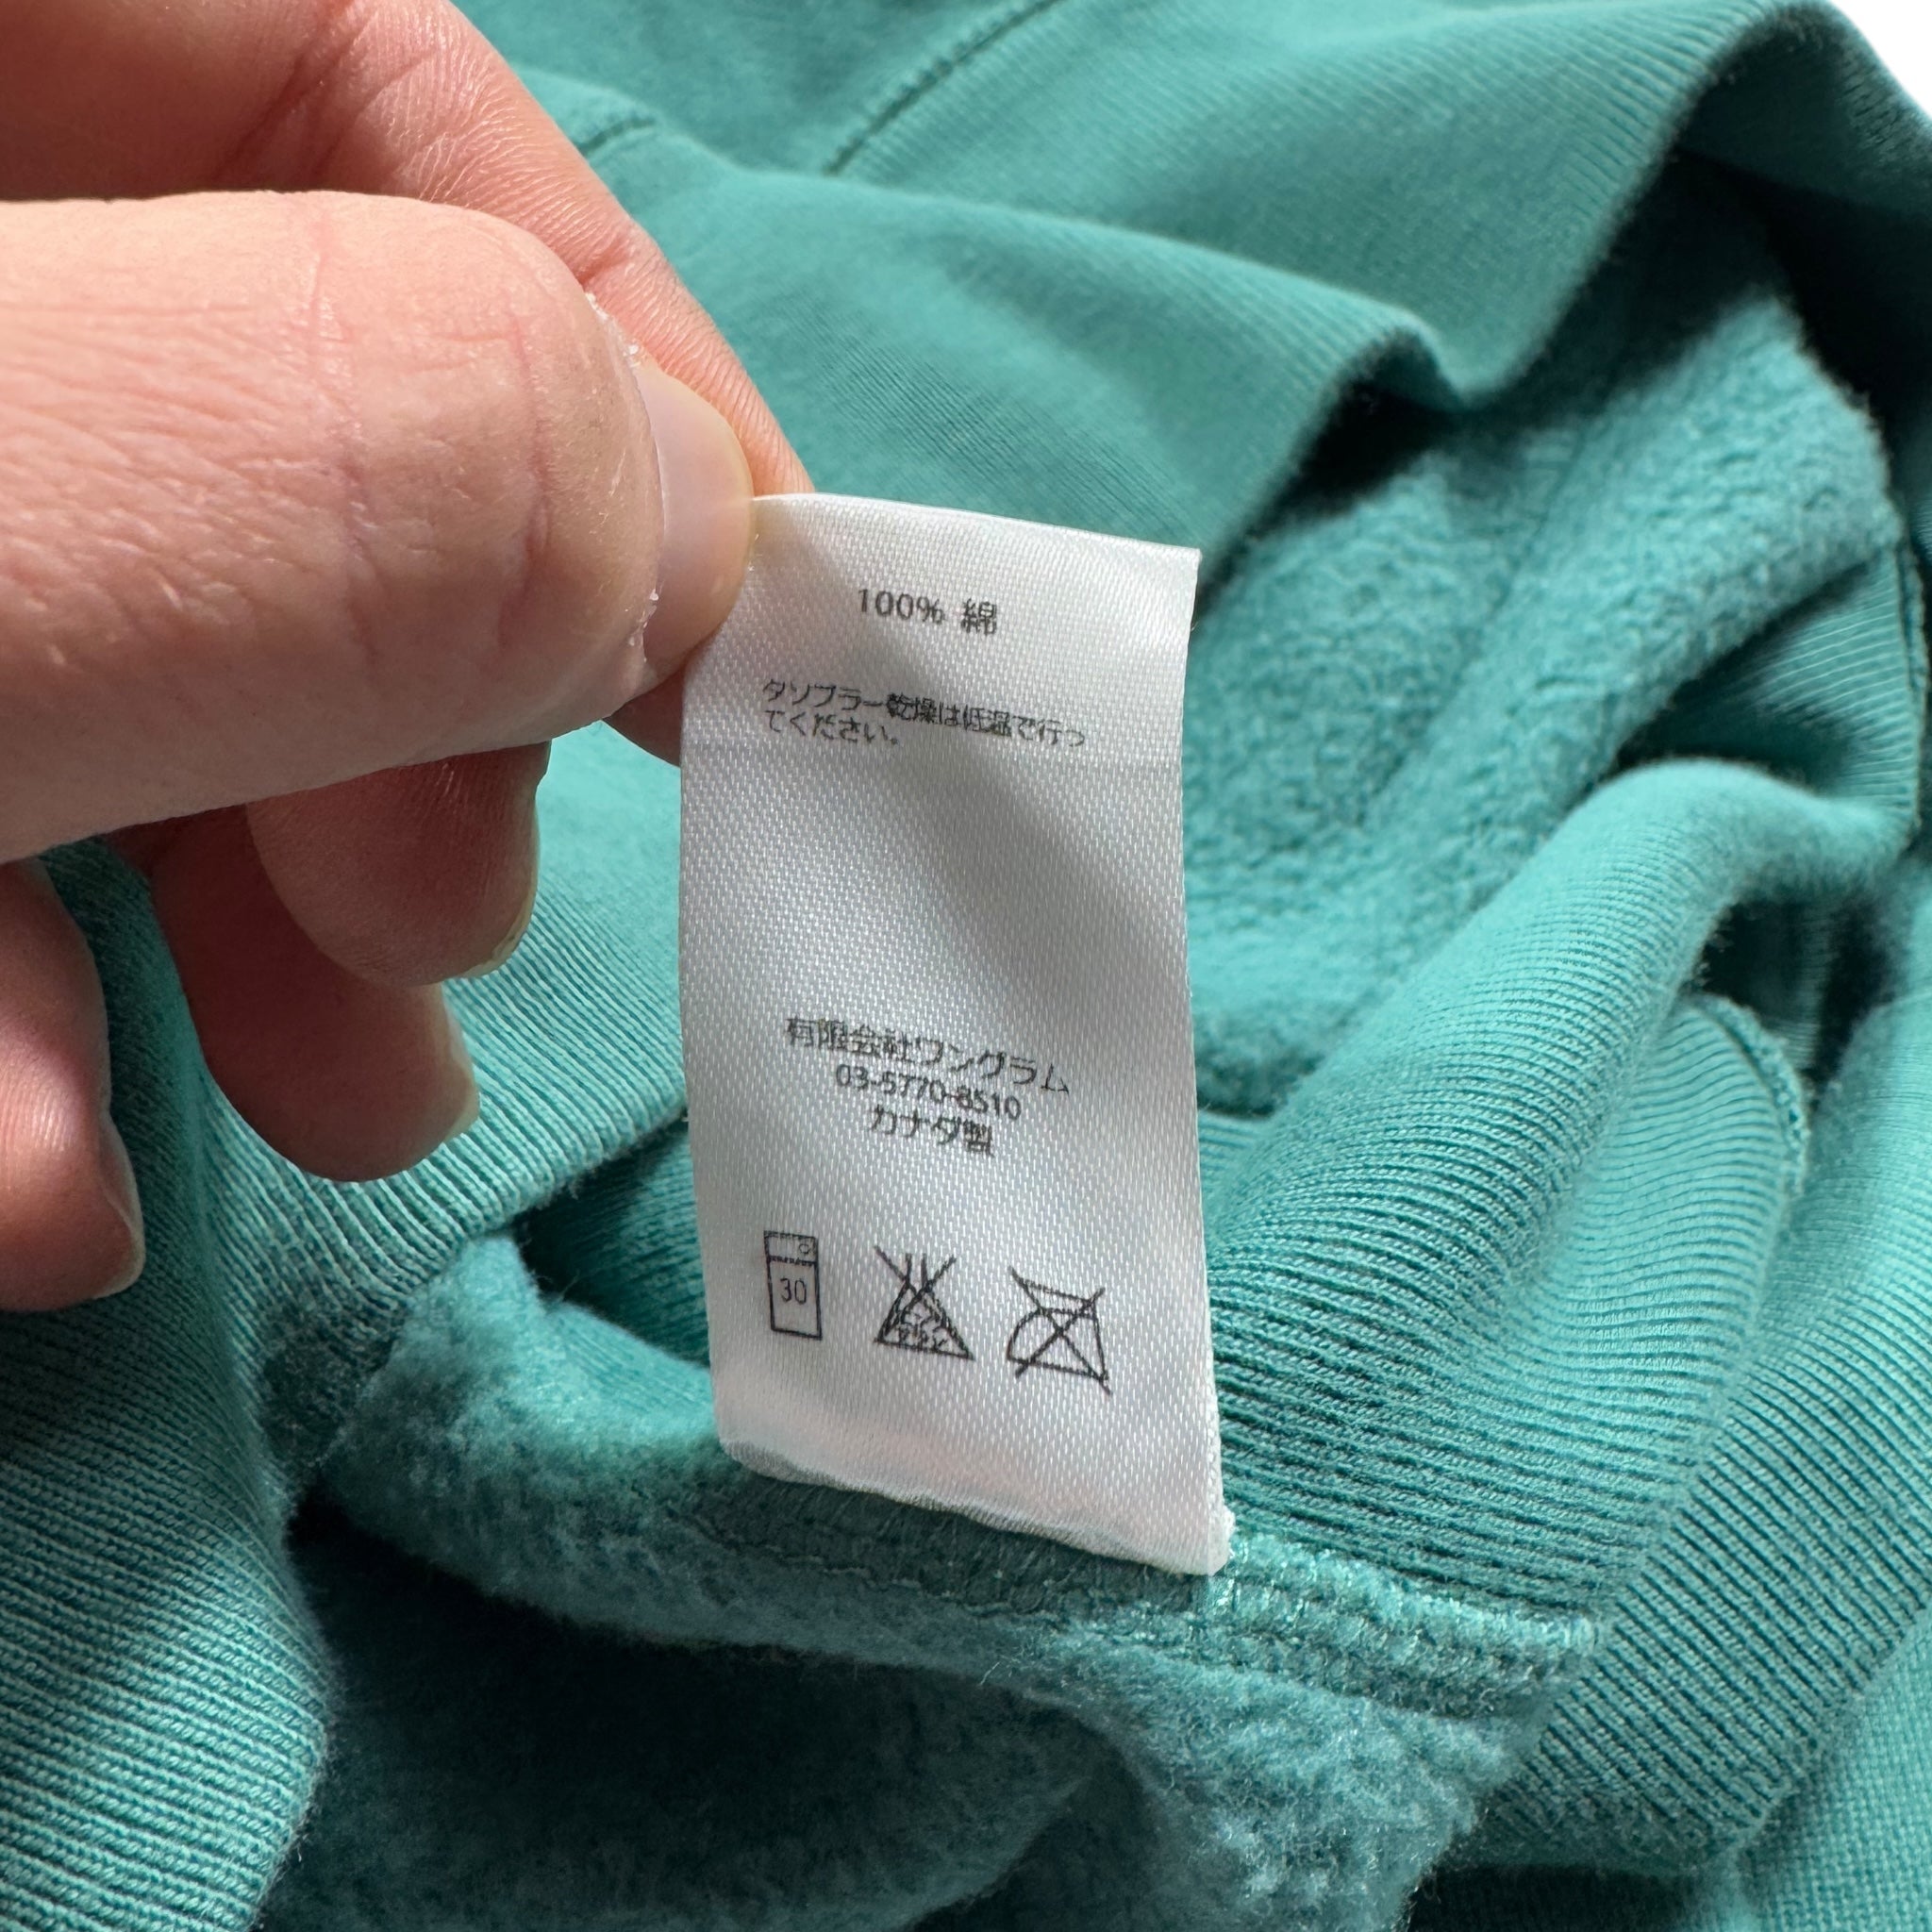 100% 綿
タソブラー乾燥は低温で行っ
てください。
有限会社ワングラム
03-5770-8510
カナダ製
30